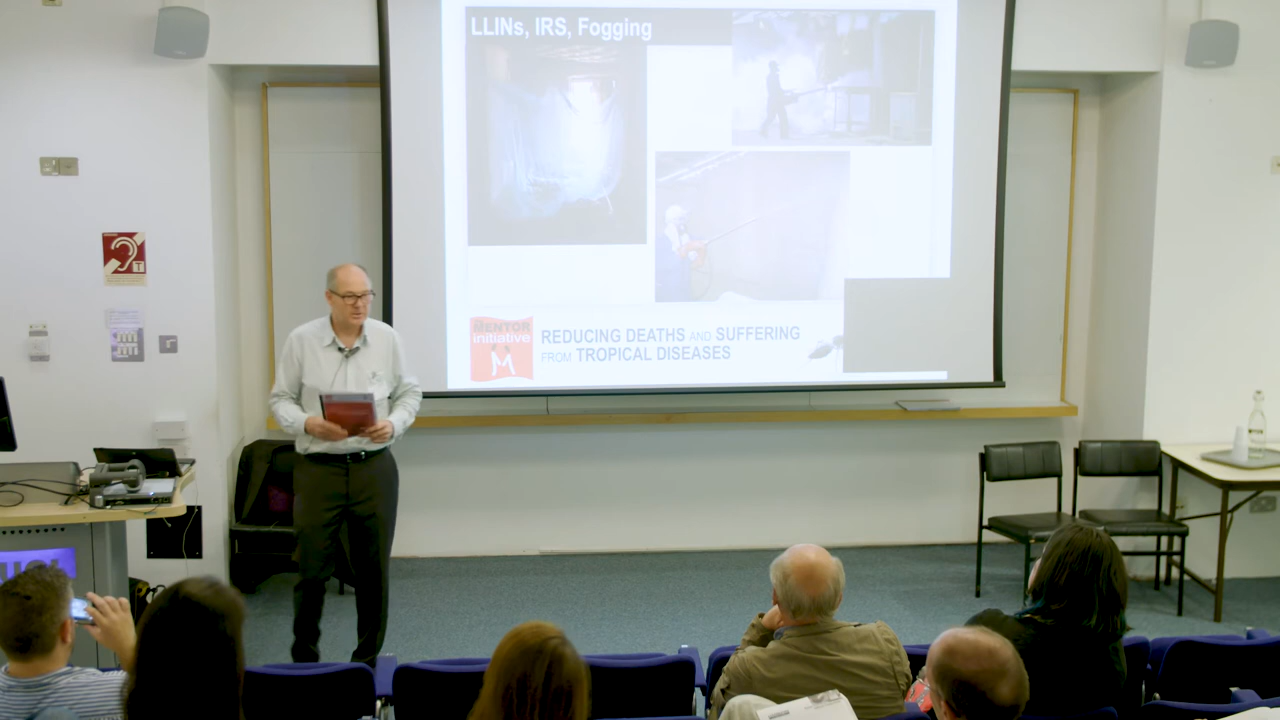 LLINs, IRS, Fogging
MENTOR
initiative
REDUCING DEATHS AND SUFFERING
FROM TROPICAL DISEASES
T